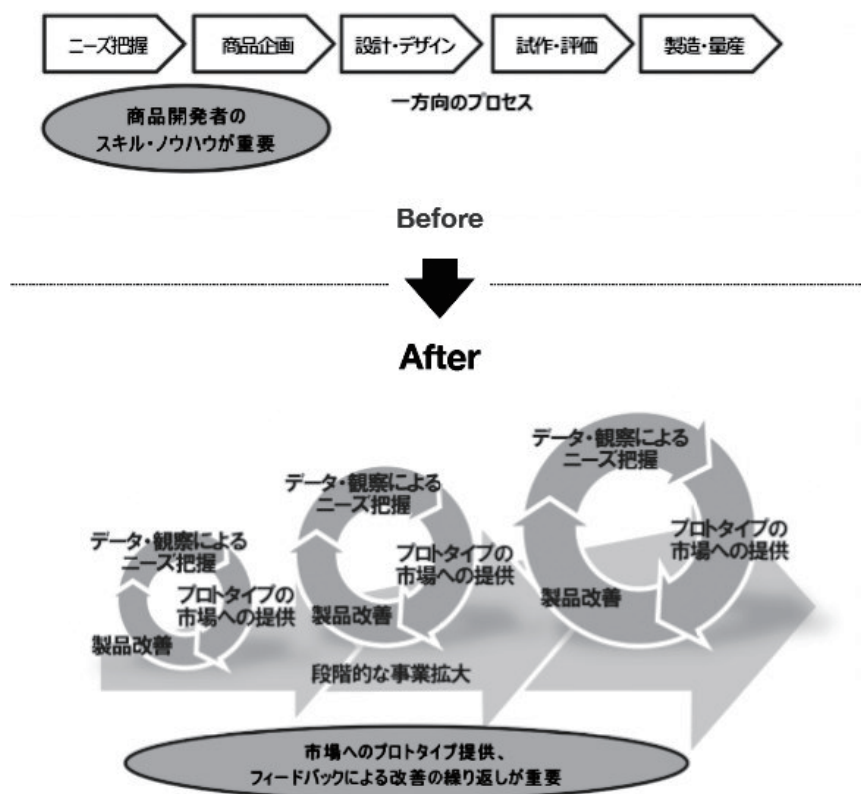 ニーズ把握
商品企画
設計・デザイン
試作・評価
製造・量産
商品開発者の
スキル・ノウハウが重要
一方向のプロセス
Before
After
データ・観察による
ニーズ把握
プロトタイプの
市場への提供
製品改善
データ・観察による
ニーズ把握
プロトタイプの
市場への提供
製品改善
データ・観察による
ニーズ把握
プロトタイプの
市場への提供
製品改善
段階的な事業拡大
市場へのプロトタイプ提供、
フィードバックによる改善の繰り返しが重要